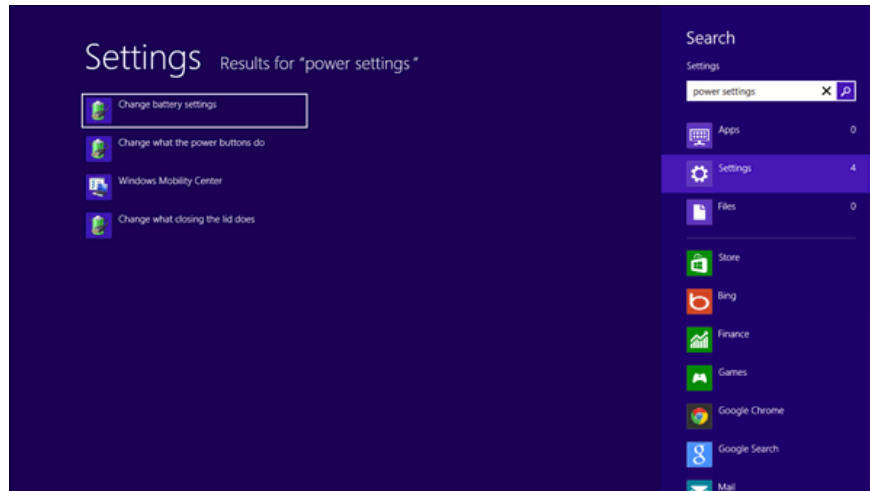 Settings Results for "power settings "
Change battery settings
Change what the power buttons do
Windows Mobility Center
Change what closing the lid does
Search
Settings
power settings
Apps 0
Settings 4
Files 0
Store
Bing
Finance
Games
Google Chrome
Google Search
Mail